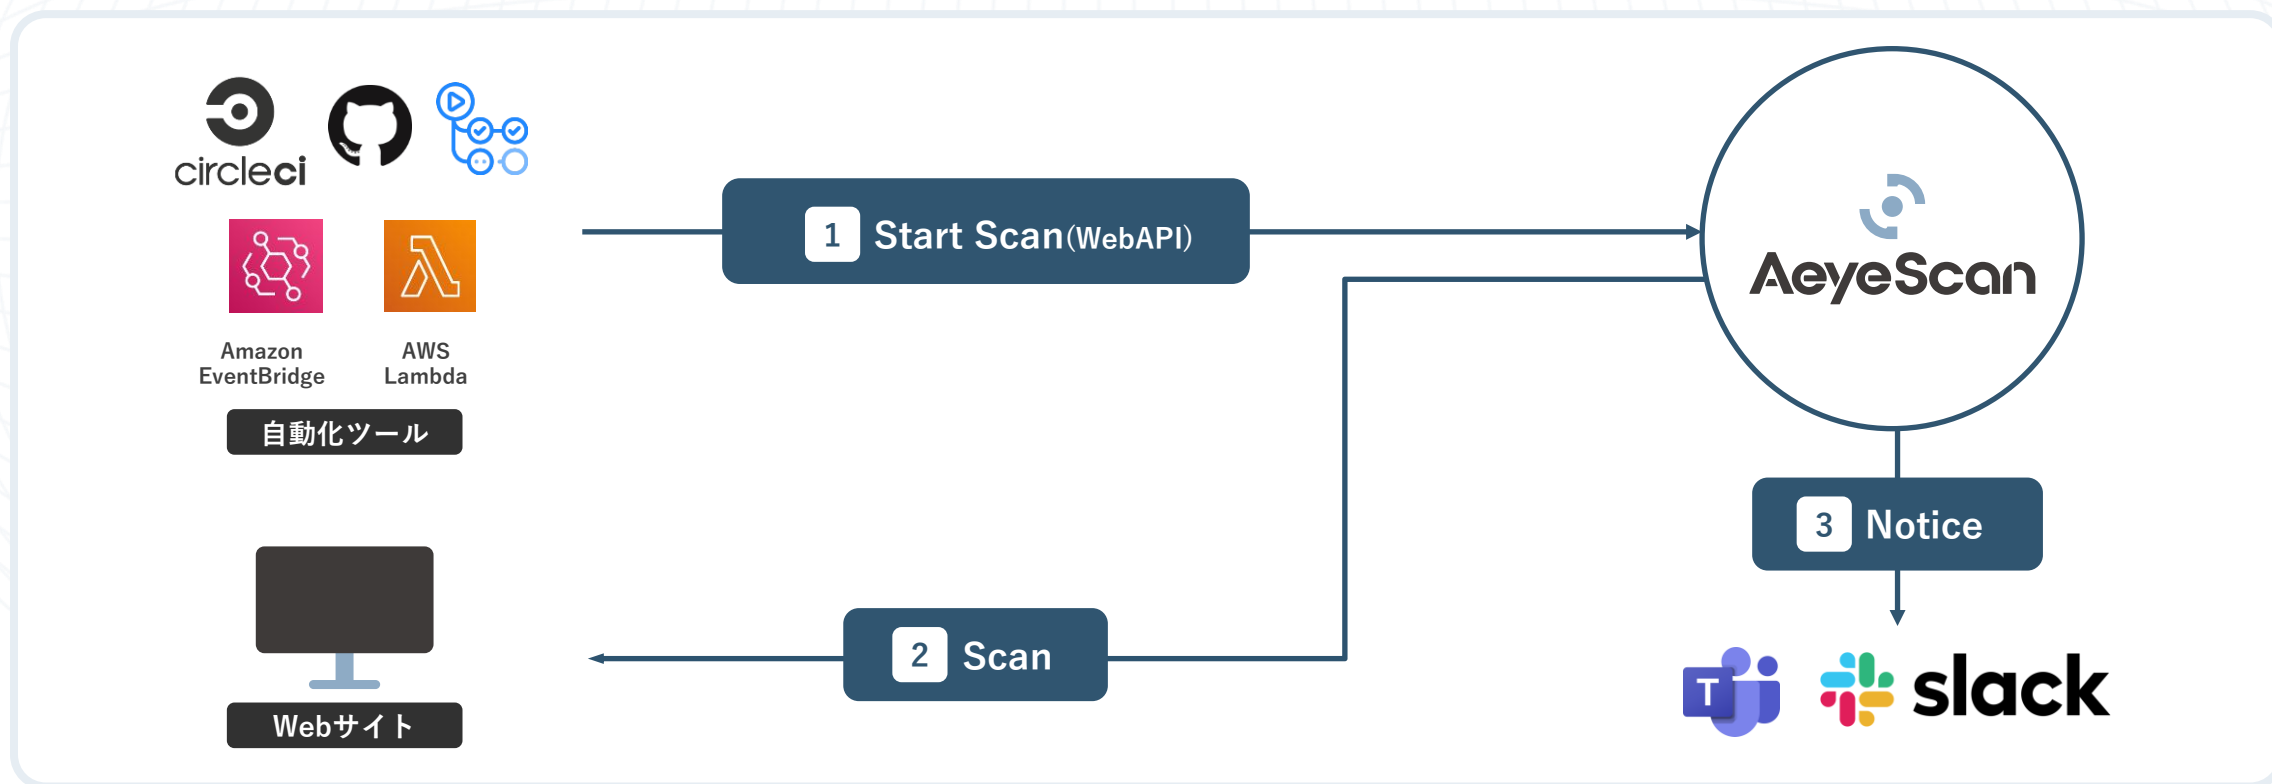 circleci
Amazon
EventBridge
AWS
Lambda
自動化ツール
1 Start Scan(WebAPI)
AeyeScan
2 Scan
3 Notice
Webサイト
T
slack